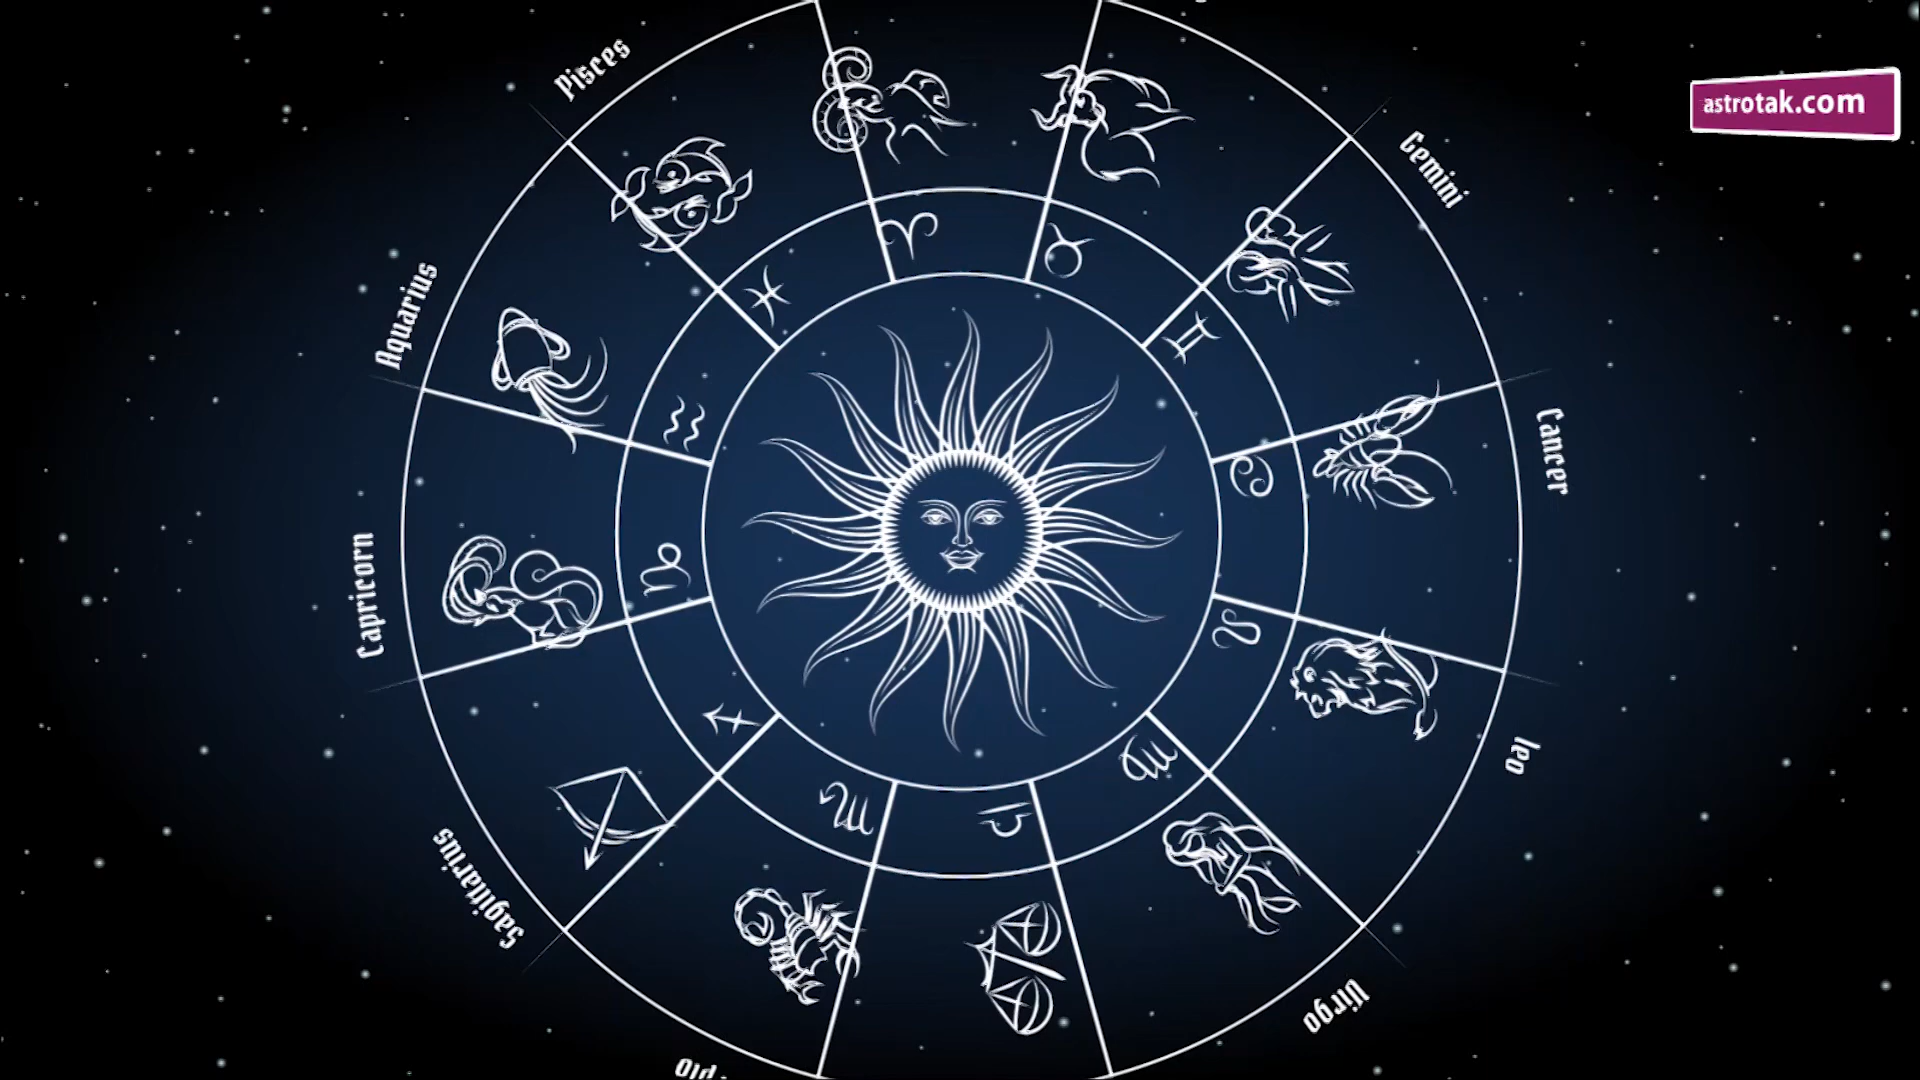 astrotak.com
Pisces
Gemini
Aquarius
Cancer
Capricorn
leo
Sagittarius
Virgo